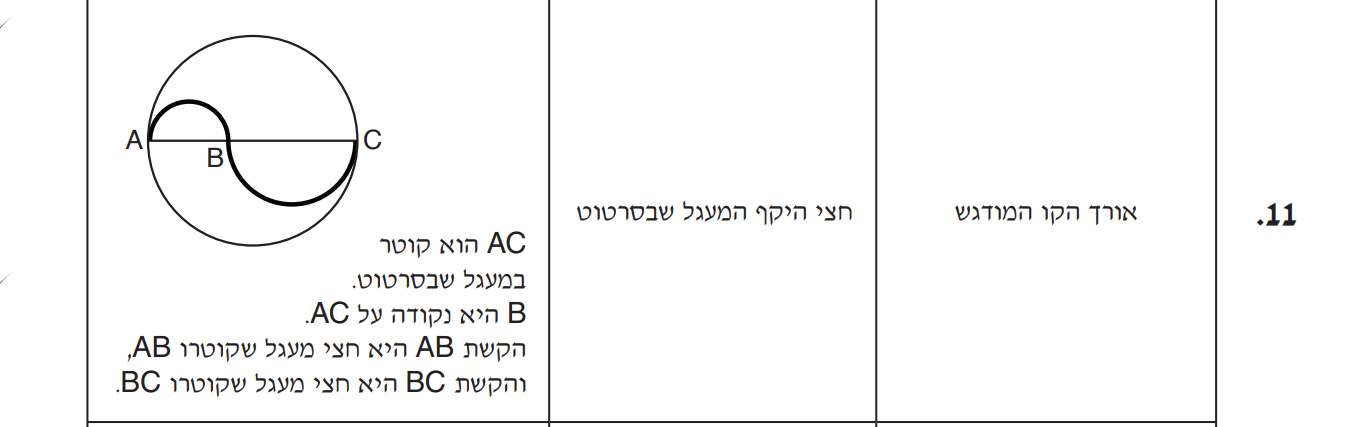 11.
אורך הקו המודגש
חצי היקף המעגל שבסרטוט
A
B
C
AC הוא קוטר
במעגל שבסרטוט.
B היא נקודה על AC.
הקשת AB היא חצי מעגל שקוטרו AB,
והקשת BC היא חצי מעגל שקוטרו BC.